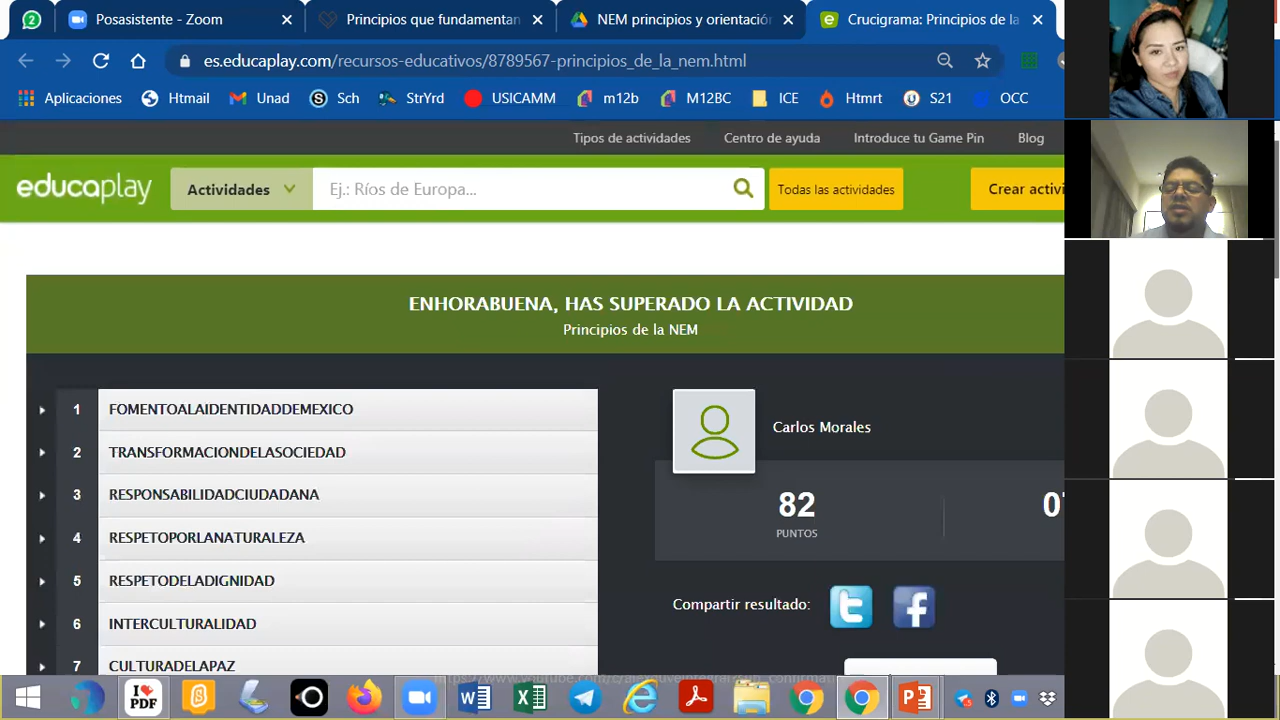 2
Posasistente - Zoom
Principios que fundamentan
NEM principios y orientación
Crucigrama: Principios de la
es.educaplay.com/recursos-educativos/8789567-principios_de_la_nem.html
Aplicaciones
Htmail
Unad
Sch
StrYrd
USICAMM
m12b
M12BC
ICE
Htmrt
S21
OCC
Tipos de actividades
Centro de ayuda
Introduce tu Game Pin
Blog
educaplay
Actividades
Ej.: Ríos de Europa...
Todas las actividades
Crear activi
ENHORABUENA, HAS SUPERADO LA ACTIVIDAD
Principios de la NEM
1 FOMENTOALAIDENTIDADDEMEXICO
2 TRANSFORMACIONDELASOCIEDAD
3 RESPONSABILIDADCIUDADANA
4 RESPETOPORLANATURALEZA
5 RESPETODELADIGNIDAD
6 INTERCULTURALIDAD
7 CULTURADELAPAZ
Carlos Morales
82
PUNTOS
Compartir resultado:
I PDF